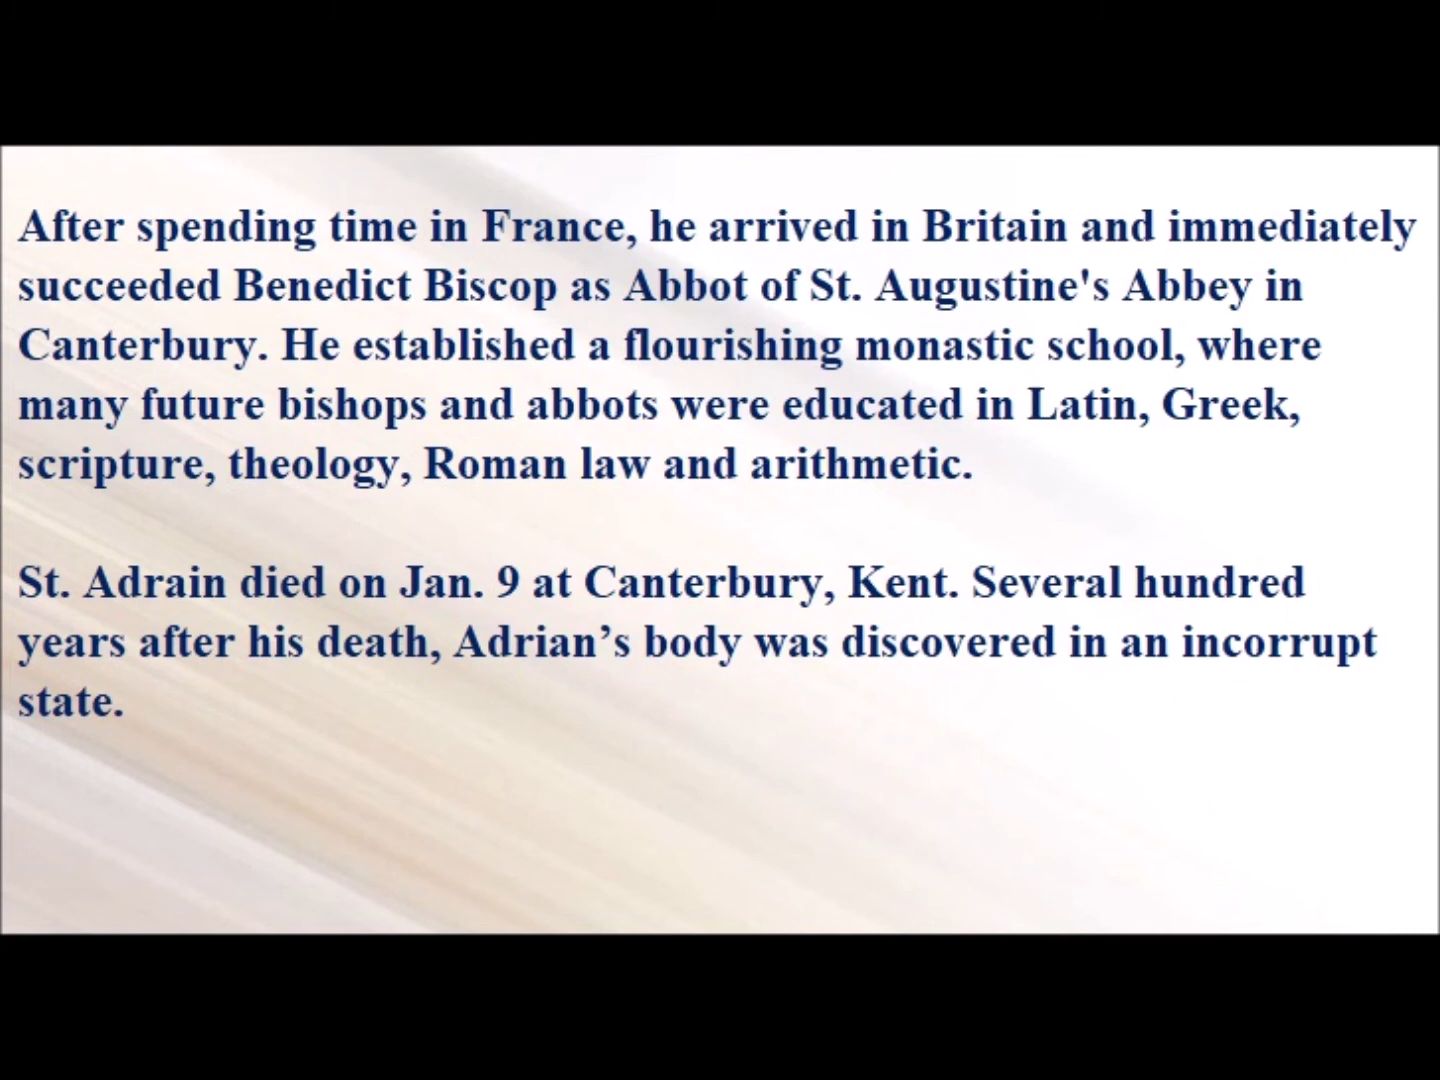 After spending time in France, he arrived in Britain and immediately
succeeded Benedict Biscop as Abbot of St. Augustine's Abbey in
Canterbury. He established a flourishing monastic school, where
many future bishops and abbots were educated in Latin, Greek,
scripture, theology, Roman law and arithmetic.
St. Adrain died on Jan. 9 at Canterbury, Kent. Several hundred
years after his death, Adrian’s body was discovered in an incorrupt
state.